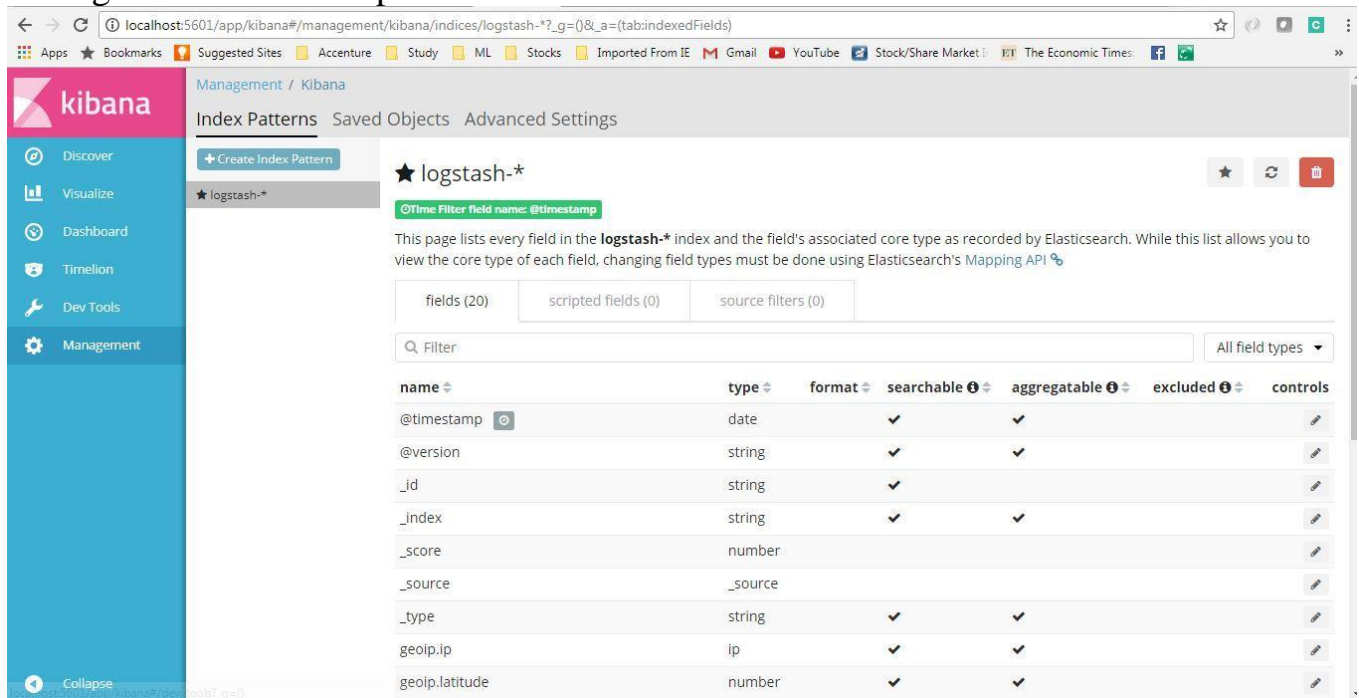 localhost:5601/app/kibana#/management/kibana/indices/logstash-*?_g=()&_a=(tab:indexedFields)
Apps Bookmarks Suggested Sites Accenture Study ML Stocks Imported From IE Gmail YouTube Stock/Share Market I ET The Economic Times: »
kibana
Management / Kibana
Index Patterns Saved Objects Advanced Settings
Discover
Visualize
Dashboard
Timelion
Dev Tools
Management
Collapse
+ Create Index Pattern
★ logstash-*
★ logstash-*
Time Filter field name: @timestamp
This page lists every field in the logstash-* index and the field's associated core type as recorded by Elasticsearch. While this list allows you to
view the core type of each field, changing field types must be done using Elasticsearch's Mapping API
fields (20) scripted fields (0) source filters (0)
Filter All field types
name type format searchable aggregatable excluded controls
@timestamp date ✔ ✔
@version string ✔ ✔
_id string ✔
_index string ✔ ✔
_score number
_source _source
_type string ✔ ✔
geoip.ip ip ✔ ✔
geoip.latitude number ✔ ✔